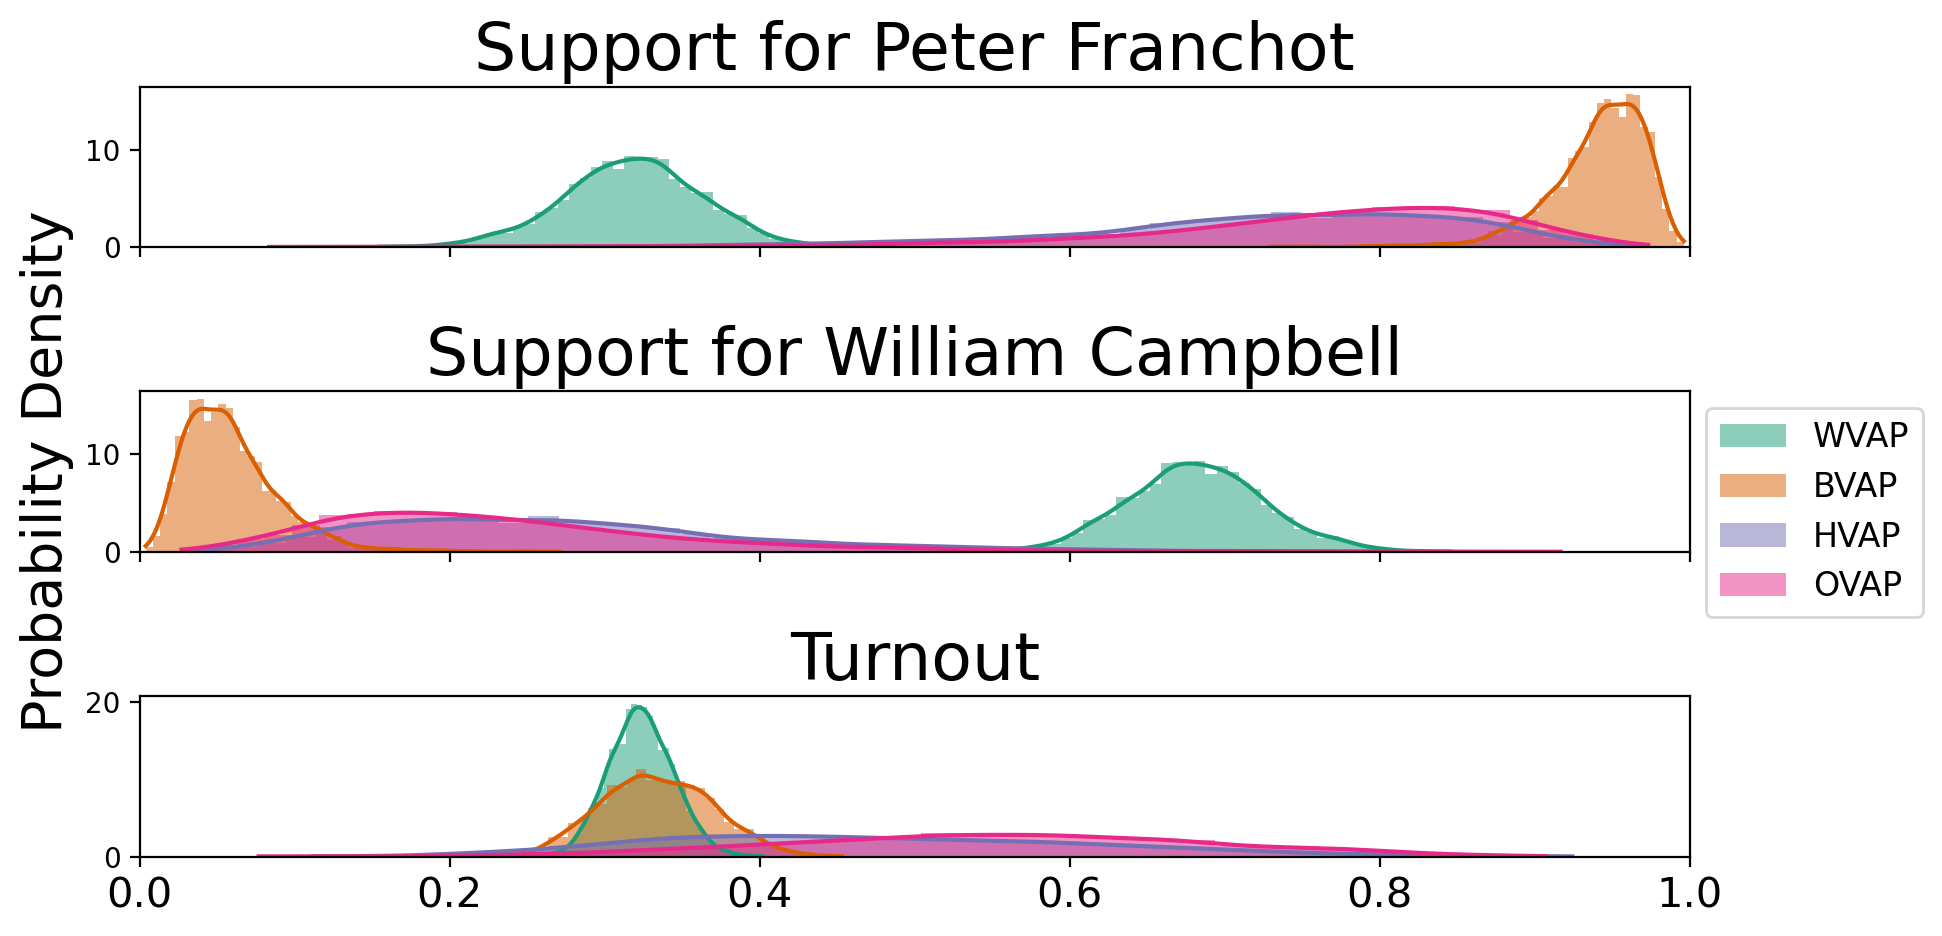 Support for Peter Franchot
10
0
Support for William Campbell
10
0
Turnout
20
0
0.0 0.2 0.4 0.6 0.8 1.0
Probability Density
WVAP
BVAP
HVAP
OVAP